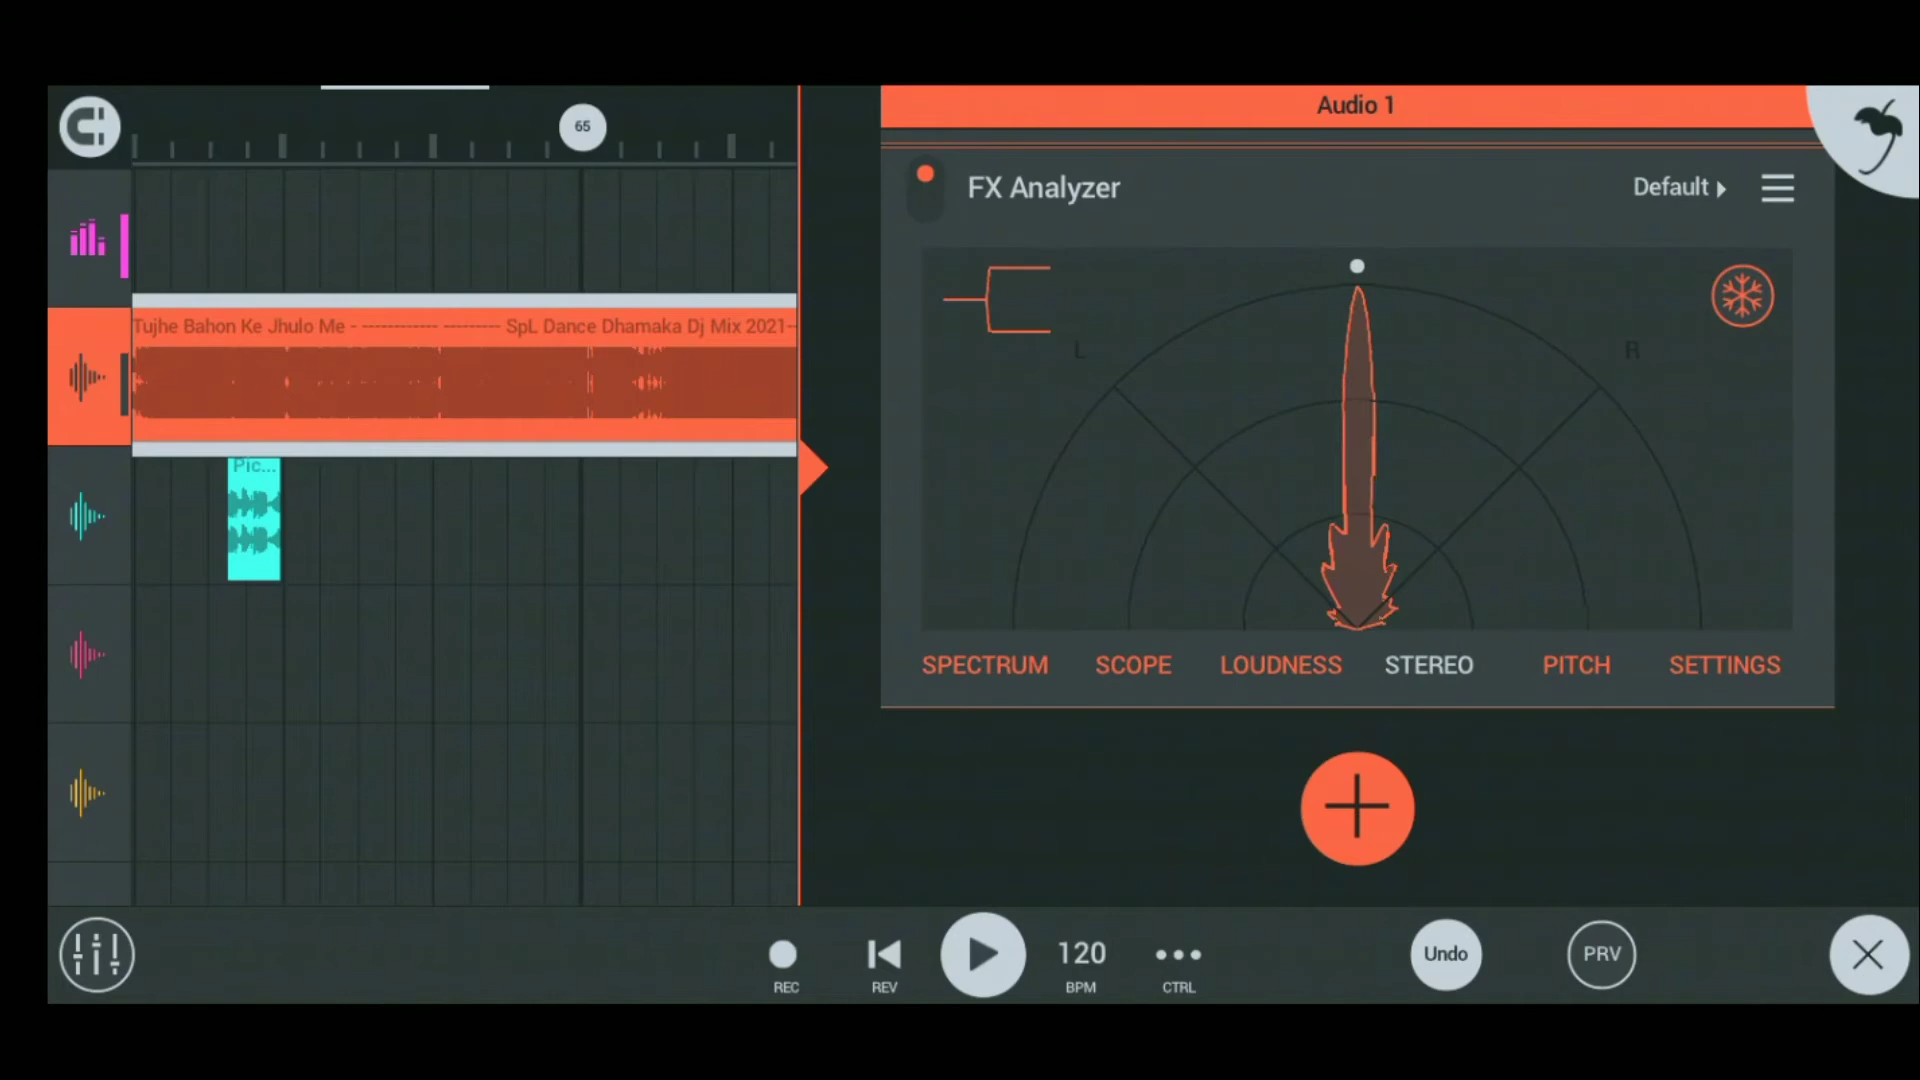 65
Audio 1
FX Analyzer
Default
L
R
Tujhe Bahon Ke Jhulo Me - ------------ --------- SpL Dance Dhamaka Dj Mix 2021--
Pic...
SPECTRUM SCOPE LOUDNESS STEREO PITCH SETTINGS
120
Undo
PRV
REC
REV
BPM
CTRL